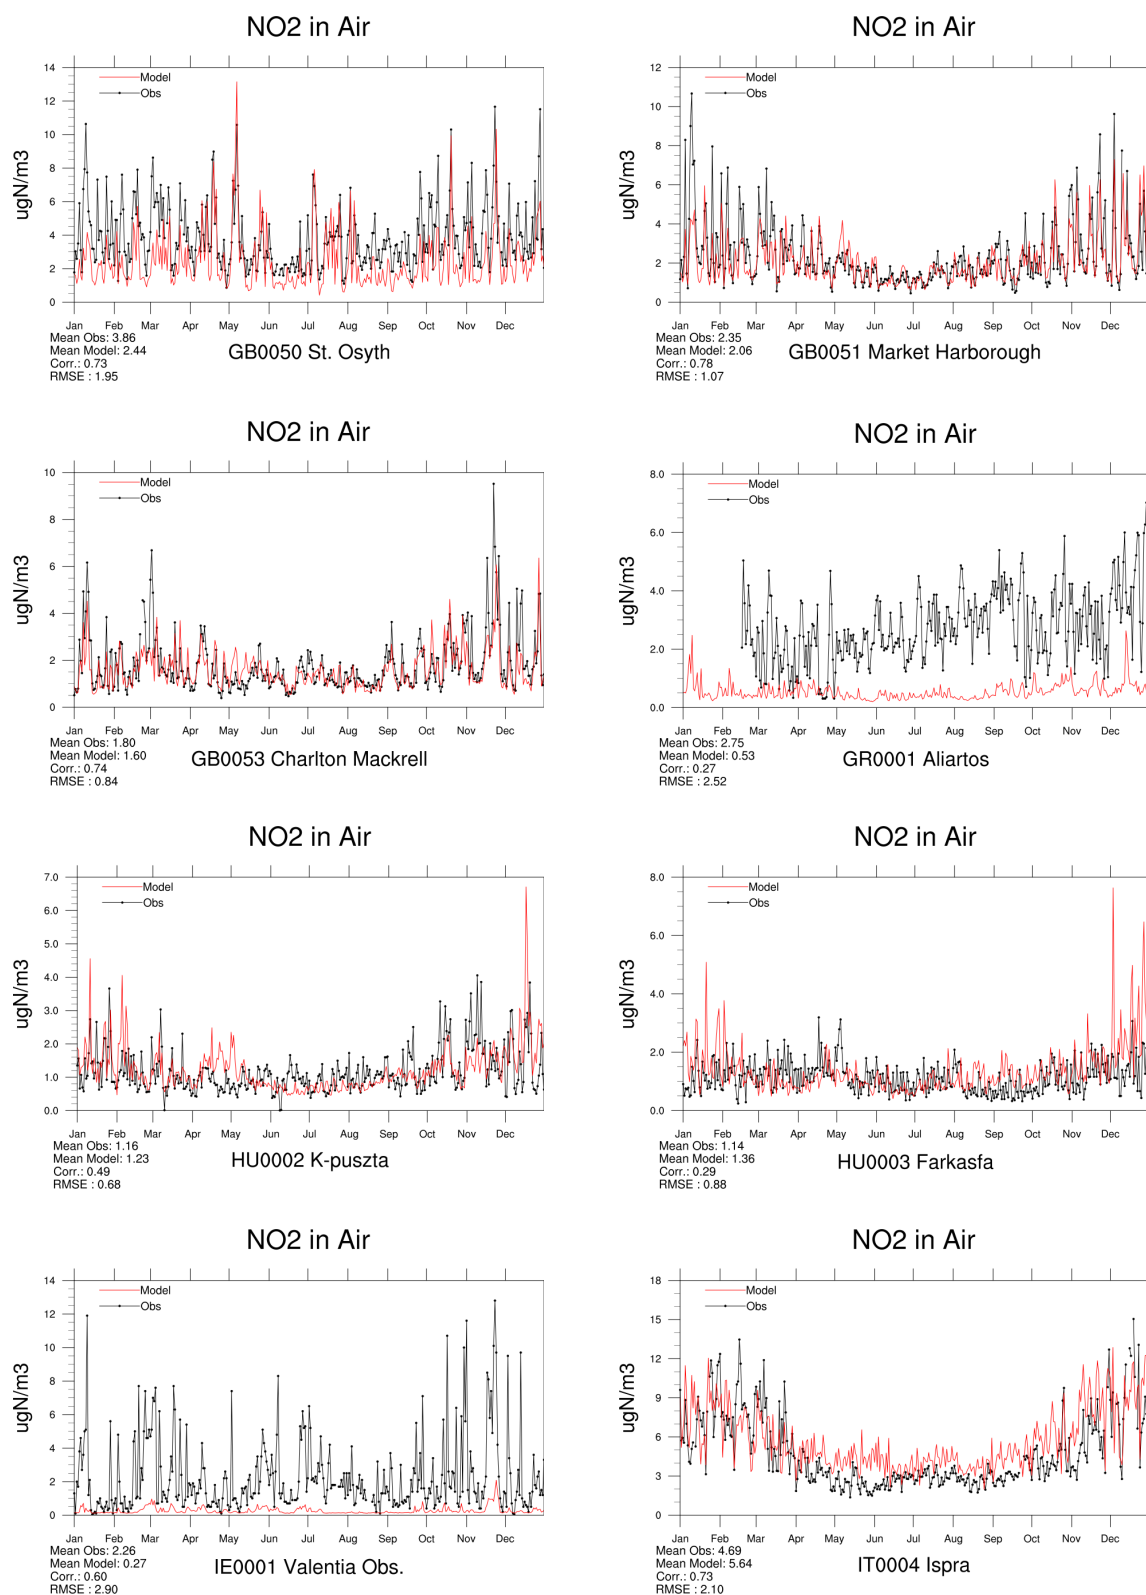 NO2 in Air
14
12
10
8
6
4
2
0
ugN/m3
Model
Obs
Jan Feb Mar Apr May Jun Jul Aug Sep Oct Nov Dec
Mean Obs: 3.86
Mean Model: 2.44
Corr.: 0.73
RMSE : 1.95
GB0050 St. Osyth
NO2 in Air
12
10
8
6
4
2
0
ugN/m3
Model
Obs
Jan Feb Mar Apr May Jun Jul Aug Sep Oct Nov Dec
Mean Obs: 2.35
Mean Model: 2.06
Corr.: 0.78
RMSE : 1.07
GB0051 Market Harborough
NO2 in Air
10
8
6
4
2
0
ugN/m3
Model
Obs
Jan Feb Mar Apr May Jun Jul Aug Sep Oct Nov Dec
Mean Obs: 1.80
Mean Model: 1.60
Corr.: 0.74
RMSE : 0.84
GB0053 Charlton Mackrell
NO2 in Air
8.0
6.0
4.0
2.0
0.0
ugN/m3
Model
Obs
Jan Feb Mar Apr May Jun Jul Aug Sep Oct Nov Dec
Mean Obs: 2.75
Mean Model: 0.53
Corr.: 0.27
RMSE : 2.52
GR0001 Aliartos
NO2 in Air
7.0
6.0
5.0
4.0
3.0
2.0
1.0
0.0
ugN/m3
Model
Obs
Jan Feb Mar Apr May Jun Jul Aug Sep Oct Nov Dec
Mean Obs: 1.16
Mean Model: 1.23
Corr.: 0.49
RMSE : 0.68
HU0002 K-puszta
NO2 in Air
8.0
6.0
4.0
2.0
0.0
ugN/m3
Model
Obs
Jan Feb Mar Apr May Jun Jul Aug Sep Oct Nov Dec
Mean Obs: 1.14
Mean Model: 1.36
Corr.: 0.29
RMSE : 0.88
HU0003 Farkasfa
NO2 in Air
14
12
10
8
6
4
2
0
ugN/m3
Model
Obs
Jan Feb Mar Apr May Jun Jul Aug Sep Oct Nov Dec
Mean Obs: 2.26
Mean Model: 0.27
Corr.: 0.60
RMSE : 2.90
IE0001 Valentia Obs.
NO2 in Air
18
15
12
9
6
3
0
ugN/m3
Model
Obs
Jan Feb Mar Apr May Jun Jul Aug Sep Oct Nov Dec
Mean Obs: 4.69
Mean Model: 5.64
Corr.: 0.73
RMSE : 2.10
IT0004 Ispra